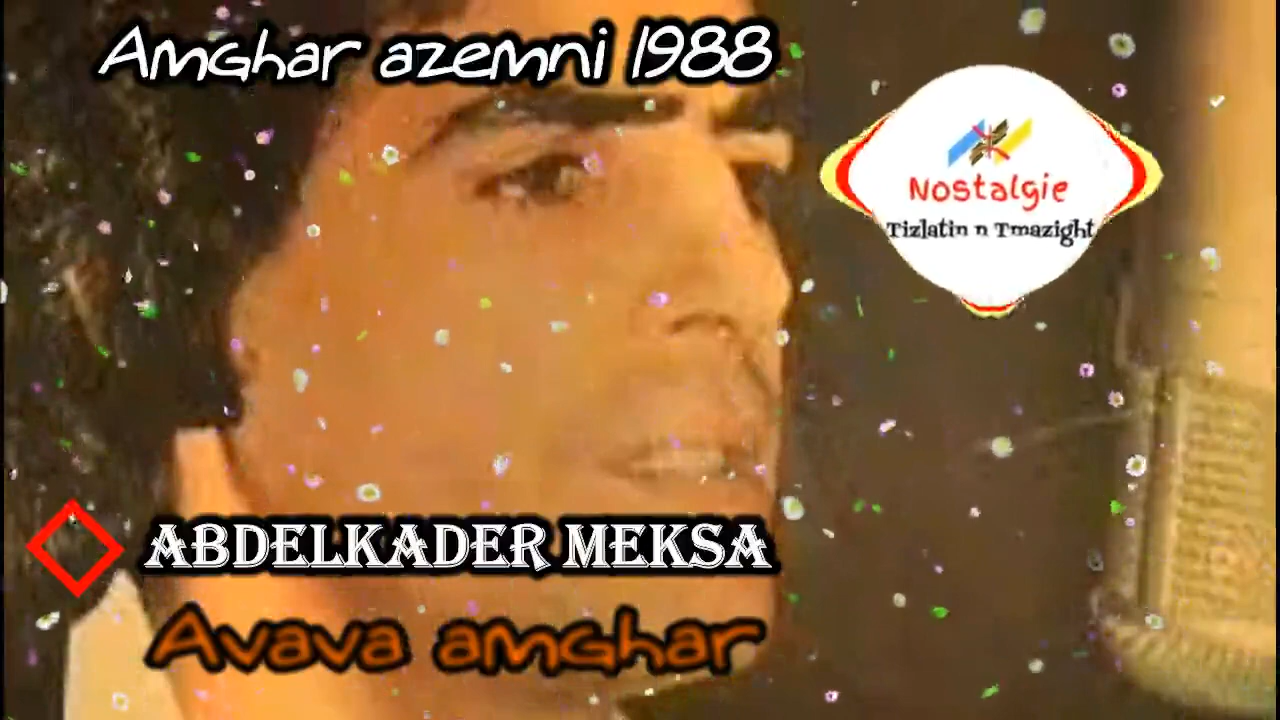 Amghar azemni 1988
Nostalgie
Tizlatin n Tmazight
ABDELKADER MEKSA
Avava amghar